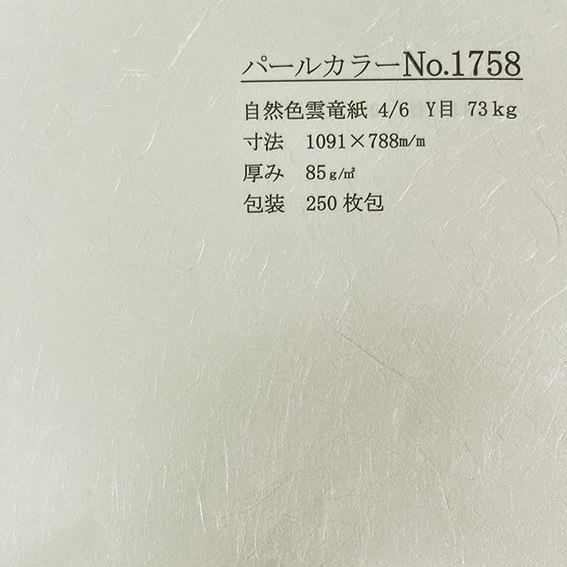 パールカラーNo.1758
自然色雲竜紙 4/6 Y目 73kg
寸法 1091×788m/m
厚み 85g/㎡
包装 250枚包